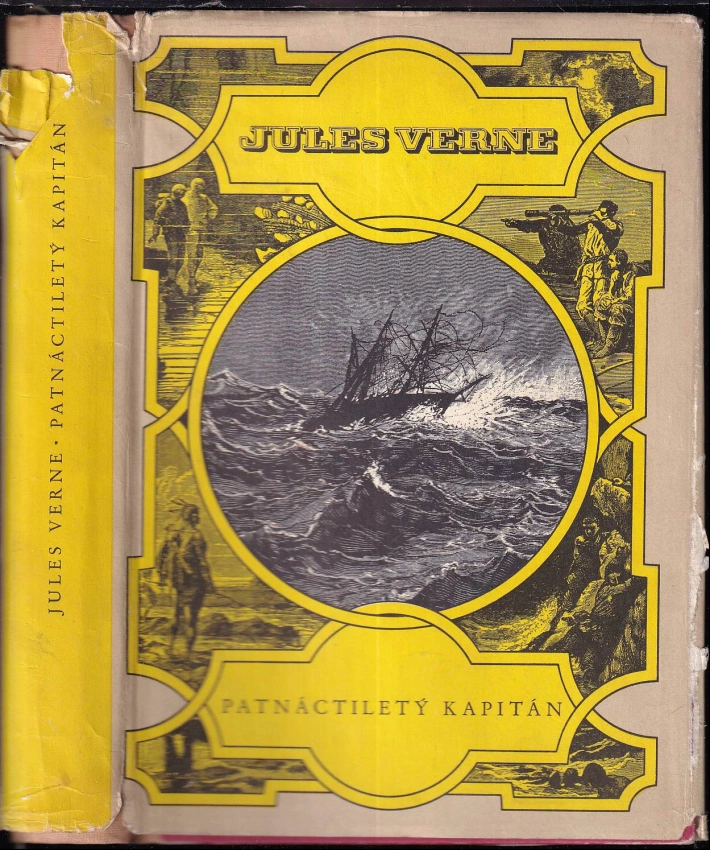 JULES VERNE · PATNÁCTILETÝ KAPITÁN
JULES VERNE
PATNÁCTILETÝ KAPITÁN